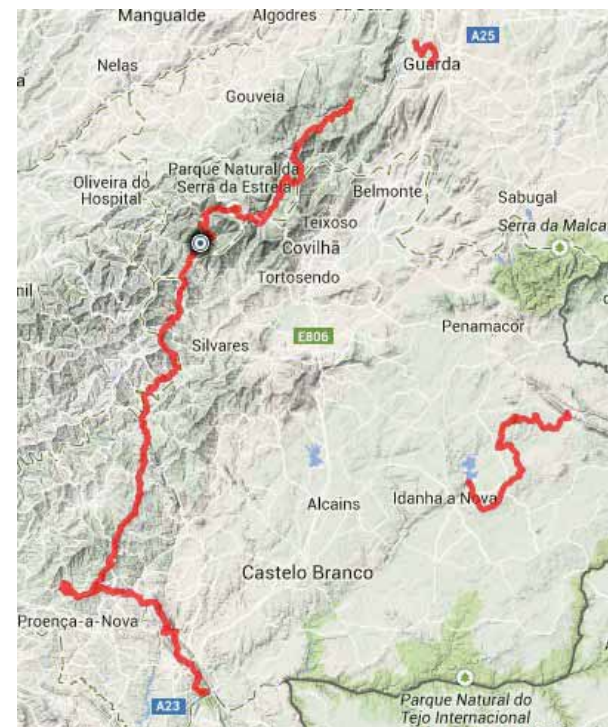 Mangualde
Algodres
A25
Nelas
Guarda
Gouveia
Parque Natural da
Serra da Estrela
Oliveira do
Hospital
Belmonte
Sabugal
Teixoso
Serra da Malca
Covilhã
Tortosendo
nil
Penamacor
E806
Silvares
Idanha a Nova
Alcains
Castelo Branco
Proença-a-Nova
A23
Parque Natural do
Tejo Internacional